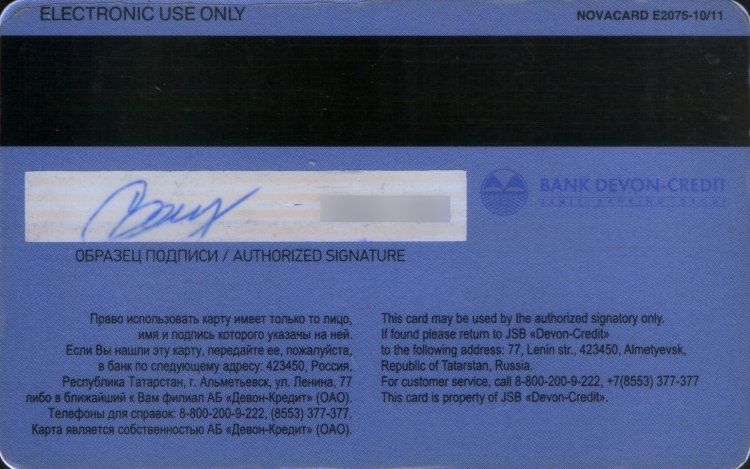 ELECTRONIC USE ONLY
NOVACARD E2075-10/11
BANK DEVON-CREDIT
ОБРАЗЕЦ ПОДПИСИ / AUTHORIZED SIGNATURE
Право использовать карту имеет только то лицо,
имя и подпись которого указаны на ней.
Если Вы нашли эту карту, передайте ее, пожалуйста,
в банк по следующему адресу: 423450, Россия,
Республика Татарстан, г. Альметьевск, ул. Ленина, 77
либо в ближайший к Вам филиал АБ «Девон-Кредит» (ОАО).
Телефоны для справок: 8-800-200-9-222, (8553) 377-377.
Карта является собственностью АБ «Девон-Кредит» (ОАО).
This card may be used by the authorized signatory only.
If found please return to JSB «Devon-Credit»
to the following address: 77, Lenin str., 423450, Almetyevsk,
Republic of Tatarstan, Russia.
For customer service, call 8-800-200-9-222, +7(8553) 377-377
This card is property of JSB «Devon-Credit».